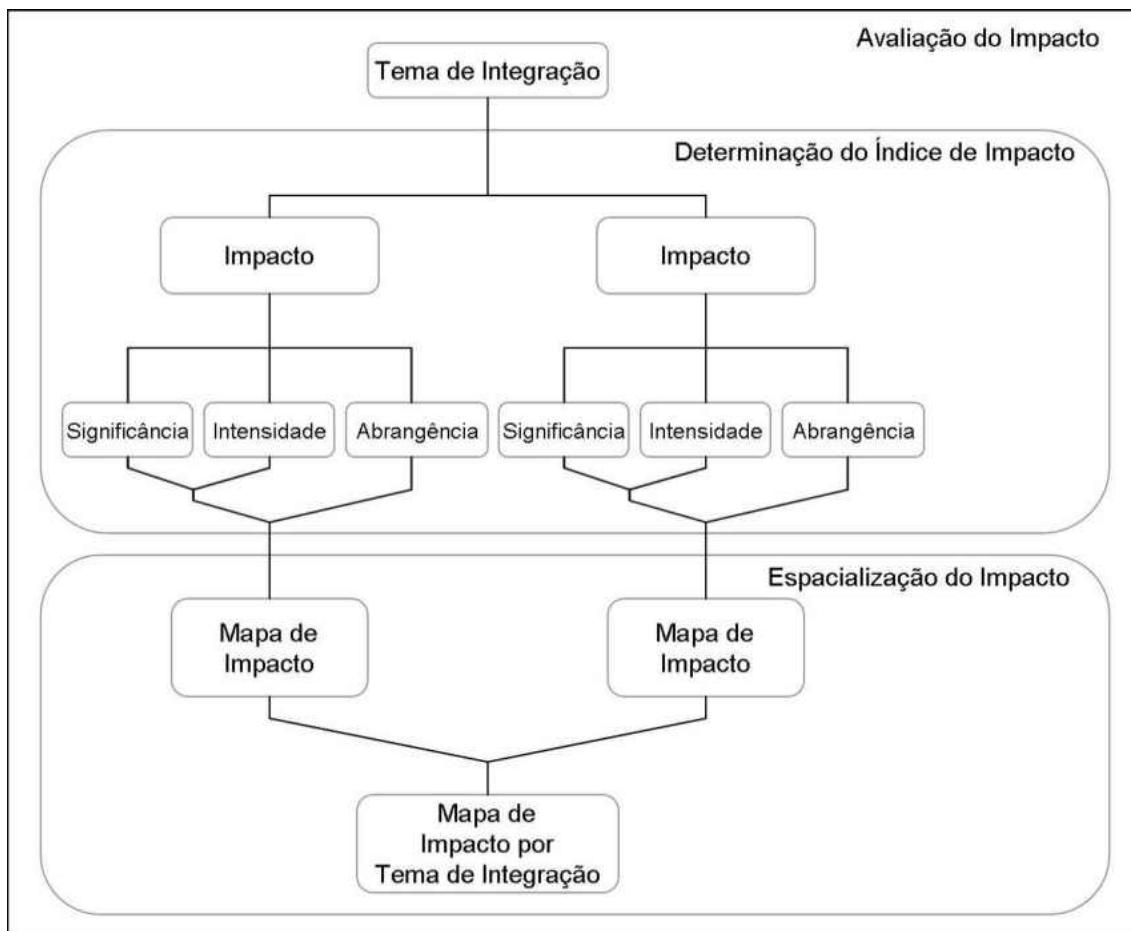 Avaliação do Impacto
Tema de Integração
Determinação do Índice de Impacto
Impacto
Impacto
Significância
Intensidade
Abrangência
Significância
Intensidade
Abrangência
Espacialização do Impacto
Mapa de
Impacto
Mapa de
Impacto
Mapa de
Impacto por
Tema de Integração